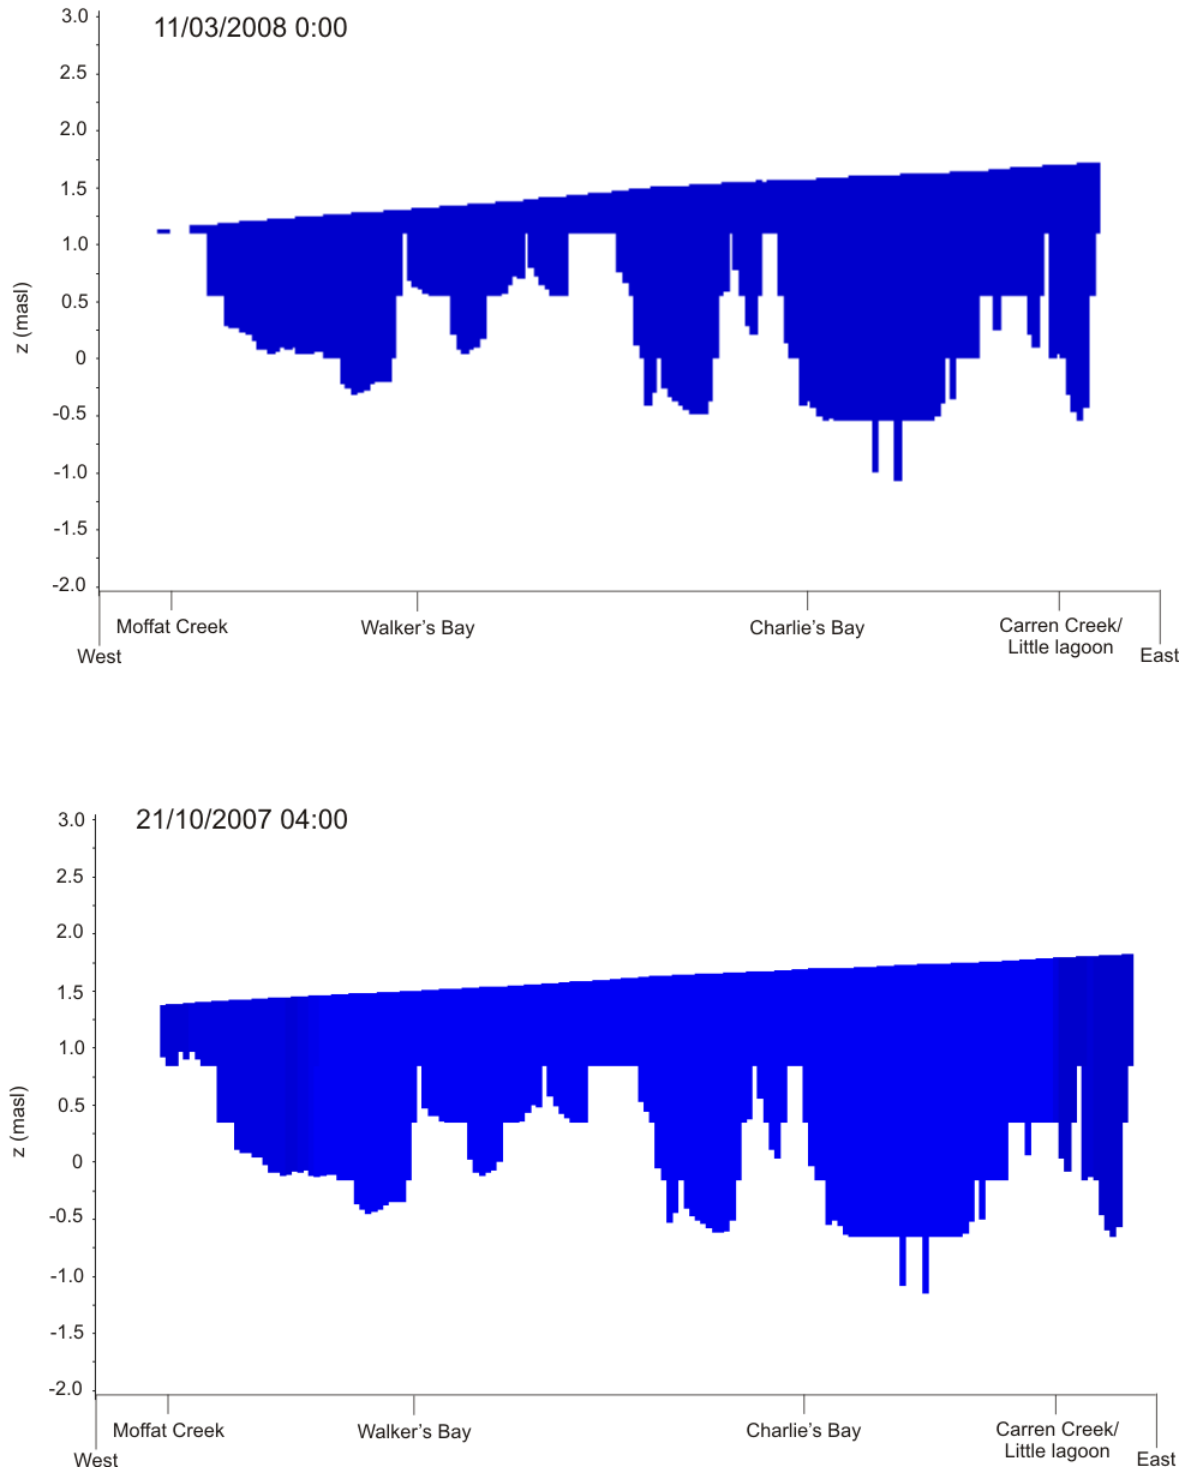 11/03/2008 0:00
3.0
2.5
2.0
1.5
1.0
0.5
0
-0.5
-1.0
-1.5
-2.0
z (masl)
Moffat Creek
Walker's Bay
Charlie's Bay
Carren Creek/
Little lagoon
West
East
21/10/2007 04:00
3.0
2.5
2.0
1.5
1.0
0.5
0
-0.5
-1.0
-1.5
-2.0
z (masl)
Moffat Creek
Walker's Bay
Charlie's Bay
Carren Creek/
Little lagoon
West
East